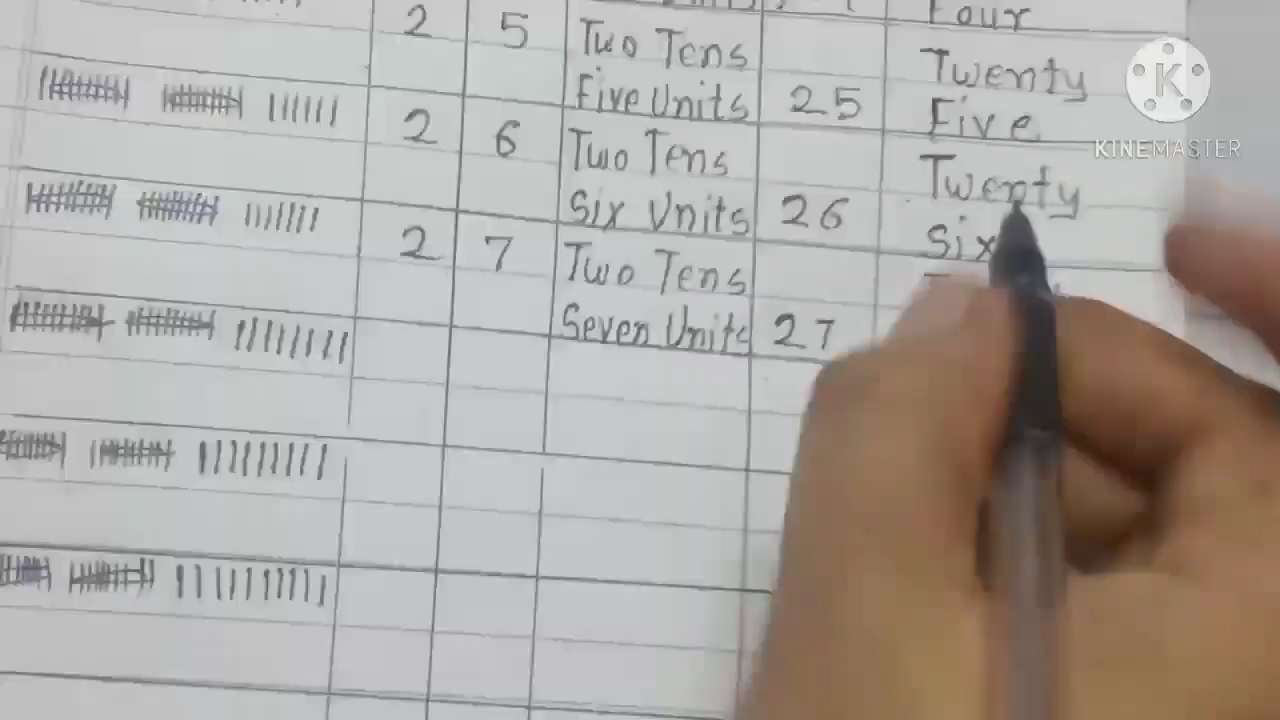 Four
2 5 Two Tens
Twenty
Five Units 25
Five
2 6 Two Tens
Twenty
Six Units 26
Six
2 7 Two Tens
Seven Units 27
K
KINEMASTER